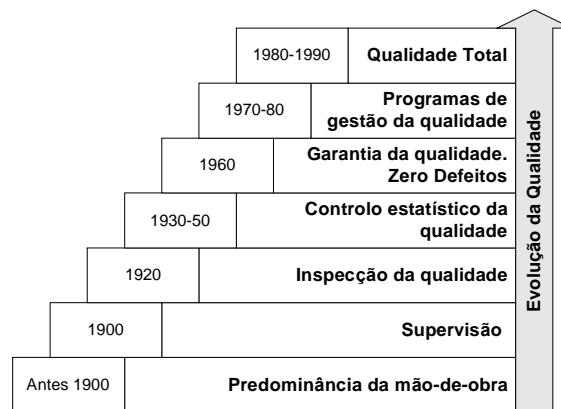 1980-1990
Qualidade Total
1970-80
Programas de
gestão da qualidade
1960
Garantia da qualidade.
Zero Defeitos
1930-50
Controlo estatístico da
qualidade
1920
Inspecção da qualidade
1900
Supervisão
Antes 1900
Predominância da mão-de-obra
Evolução da Qualidade